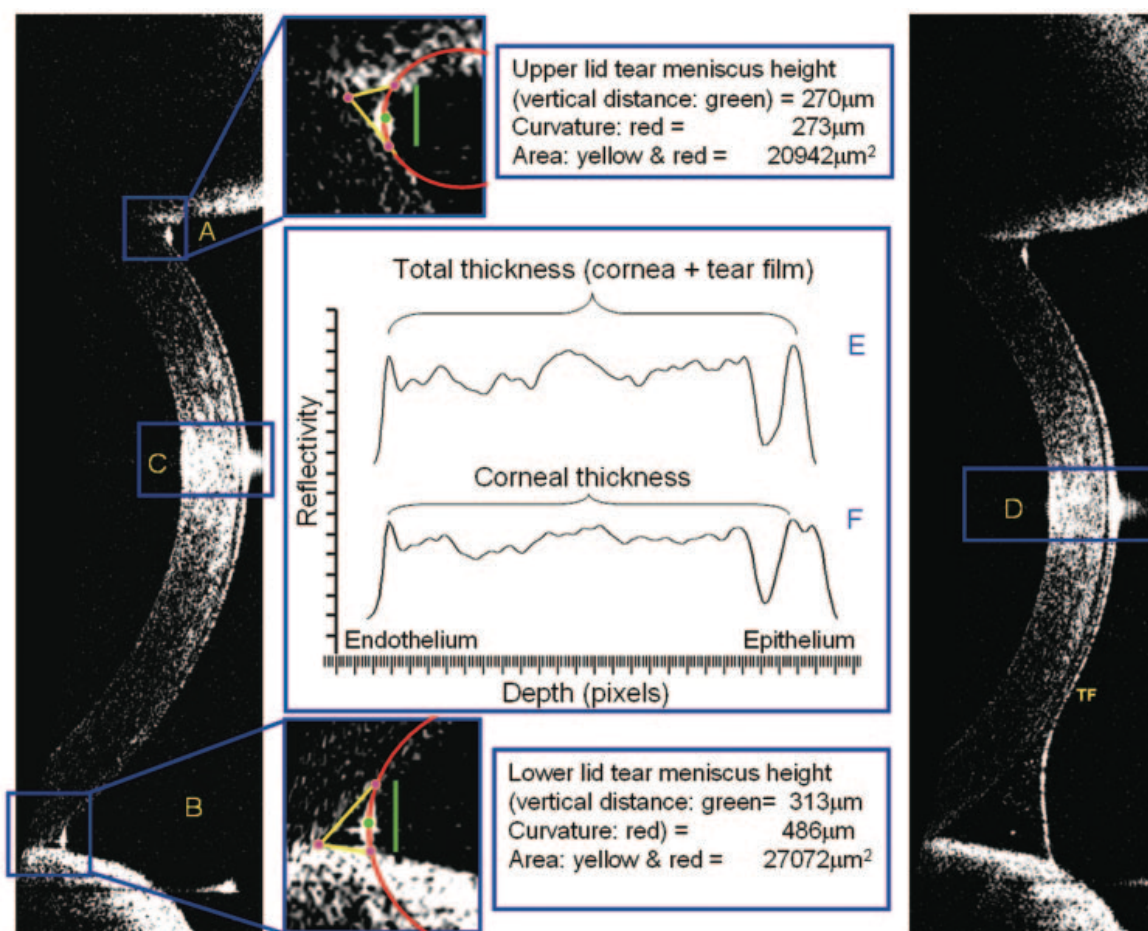 Upper lid tear meniscus height
(vertical distance: green) = 270μm
Curvature: red = 273μm
Area: yellow & red = 20942μm²
A
Total thickness (cornea + tear film)
E
C
Corneal thickness
F
D
Reflectivity
Endothelium
Epithelium
Depth (pixels)
TF
B
Lower lid tear meniscus height
(vertical distance: green= 313μm
Curvature: red) = 486μm
Area: yellow & red = 27072μm²